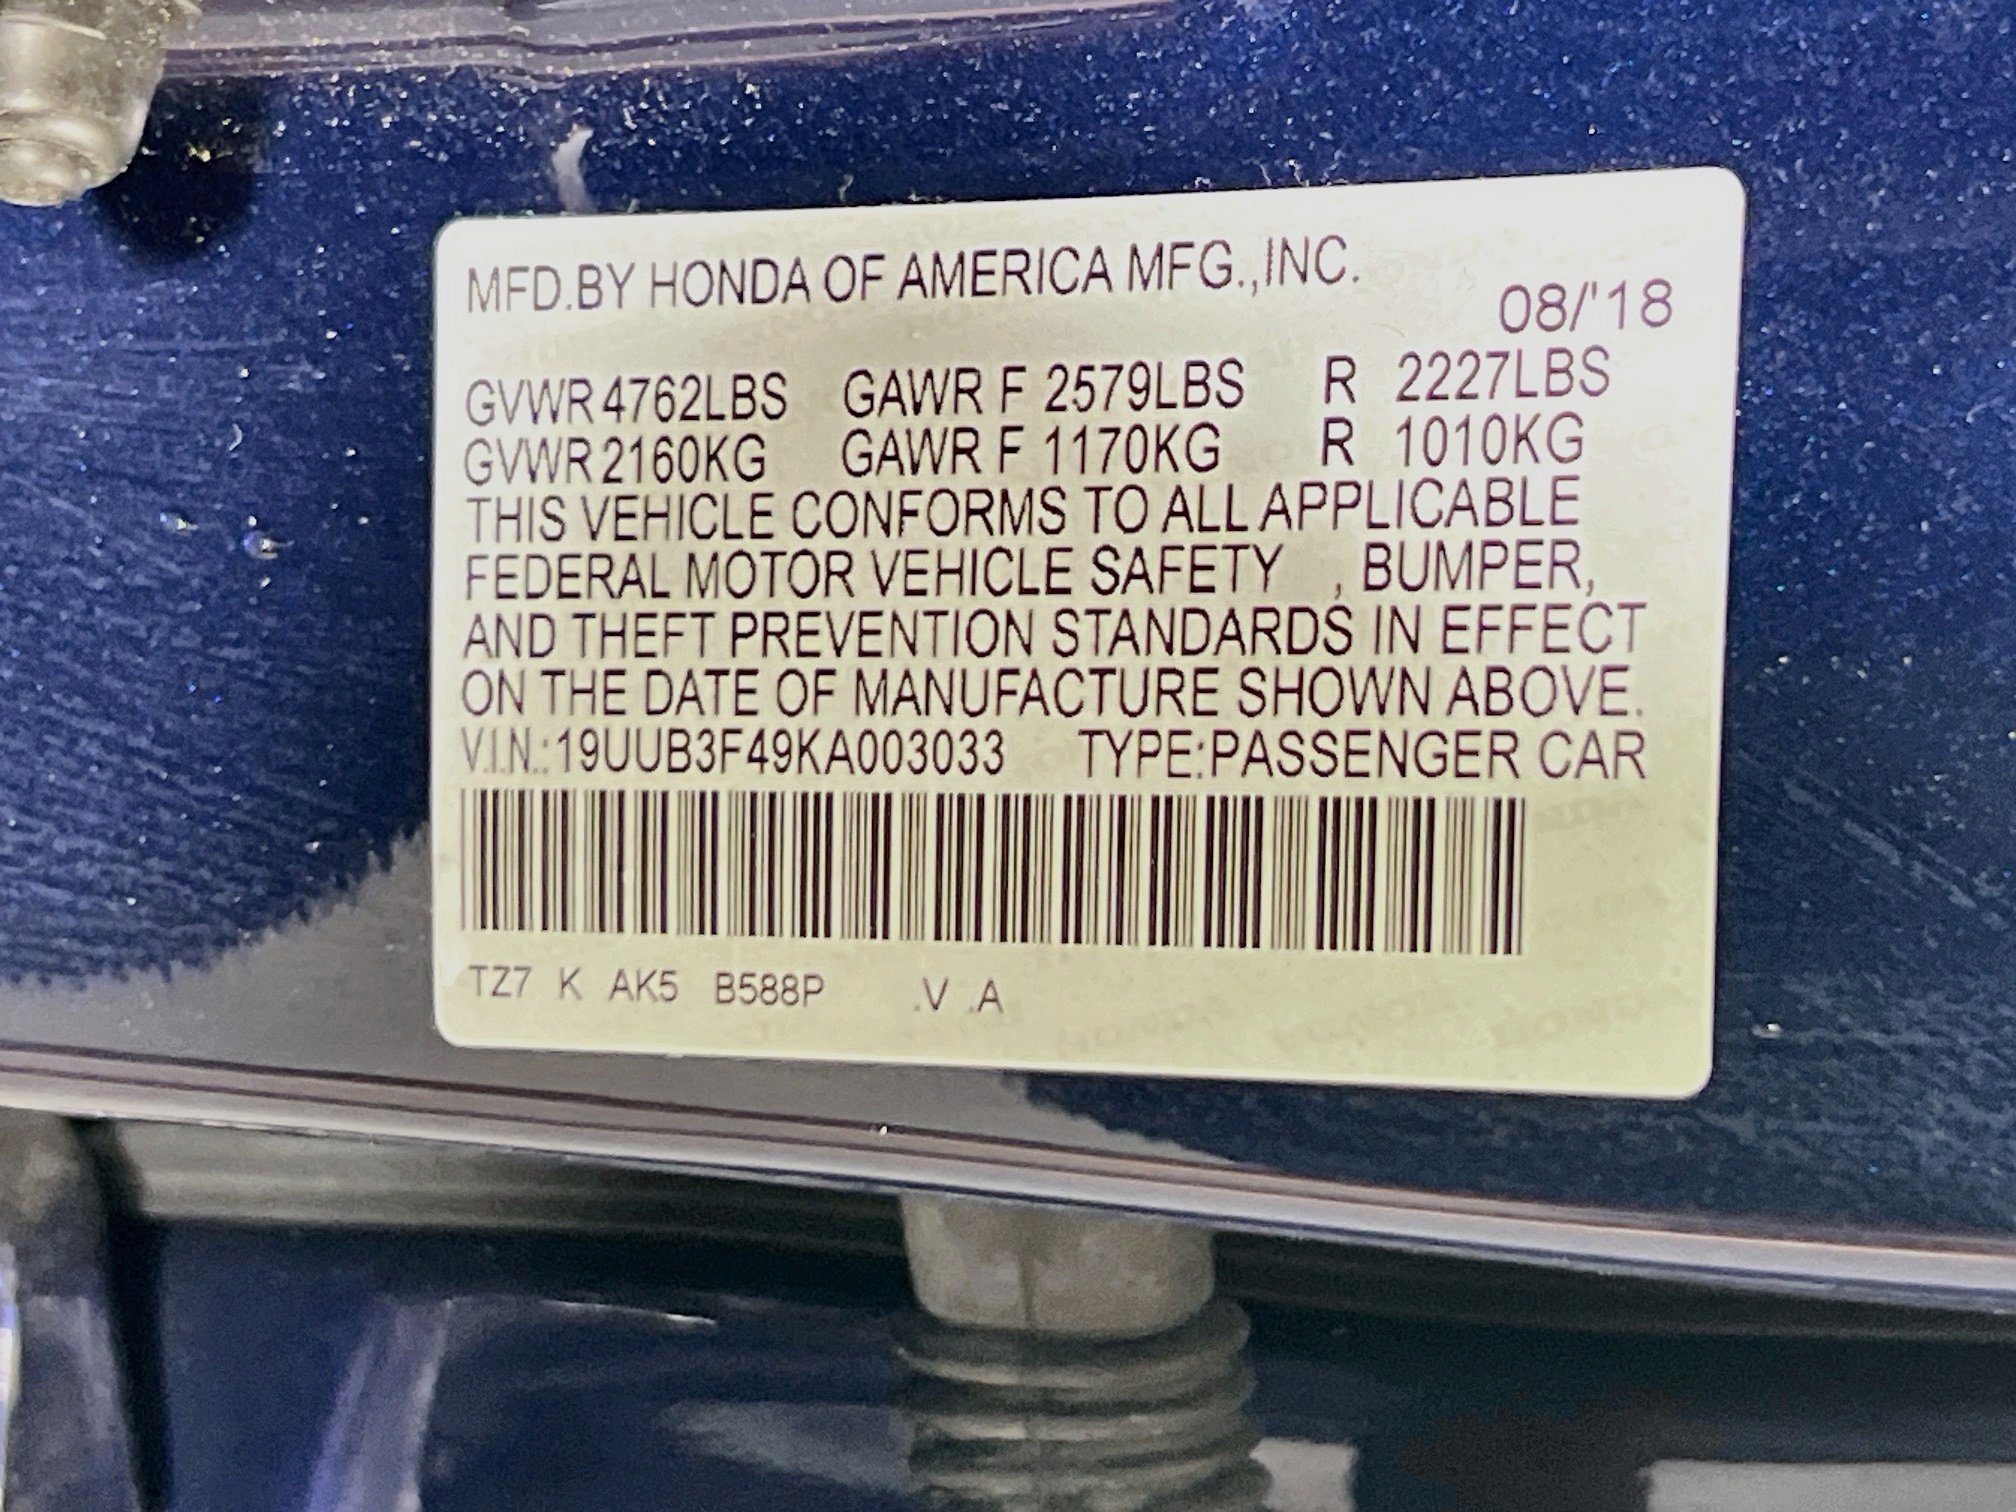 MFD.BY HONDA OF AMERICA MFG.,INC.
08/'18
GVWR 4762LBS GAWR F 2579LBS R 2227LBS
GVWR 2160KG GAWR F 1170KG R 1010KG
THIS VEHICLE CONFORMS TO ALL APPLICABLE
FEDERAL MOTOR VEHICLE SAFETY , BUMPER,
AND THEFT PREVENTION STANDARDS IN EFFECT
ON THE DATE OF MANUFACTURE SHOWN ABOVE.
V.I.N.:19UUB3F49KA003033 TYPE:PASSENGER CAR
TZ7 K AK5 B588P .V .A